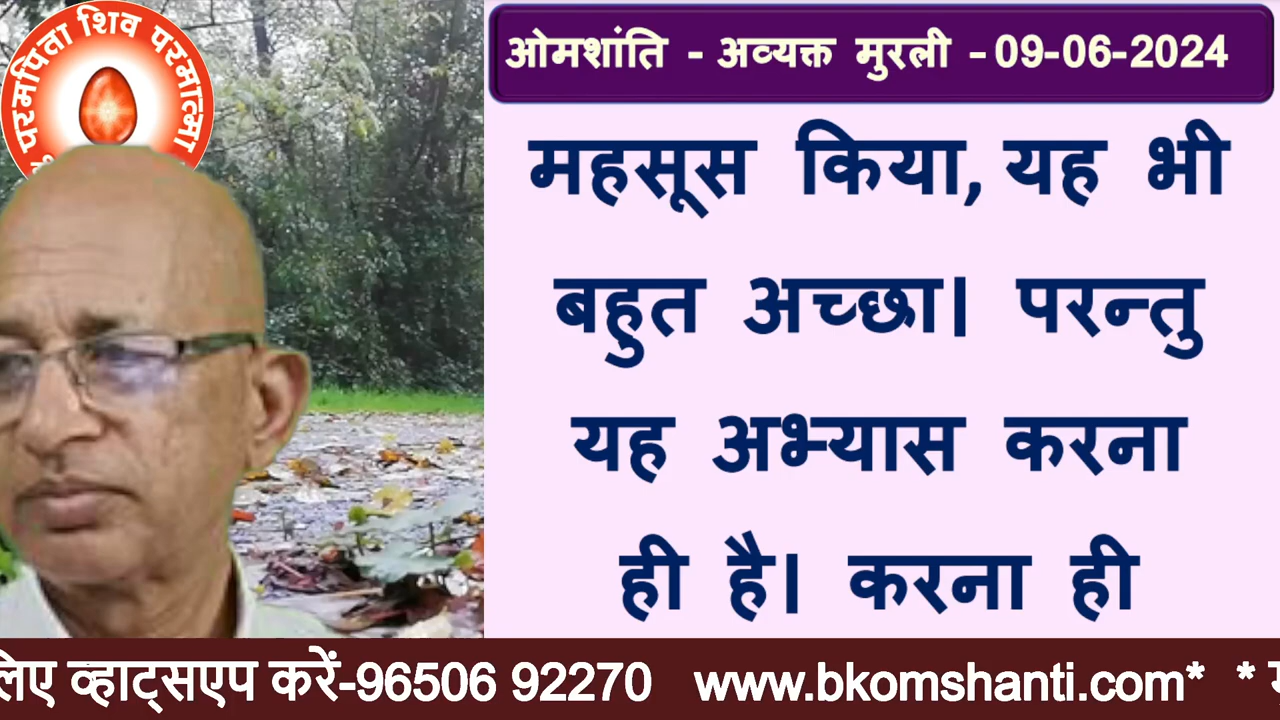 परमपिता शिव परमात्मा
ओमशांति - अव्यक्त मुरली - 09-06-2024
महसूस किया, यह भी
बहुत अच्छा। परन्तु
यह अभ्यास करना
ही है। करना ही
लिए व्हाट्सएप करें-96506 92270 www.bkomshanti.com* *